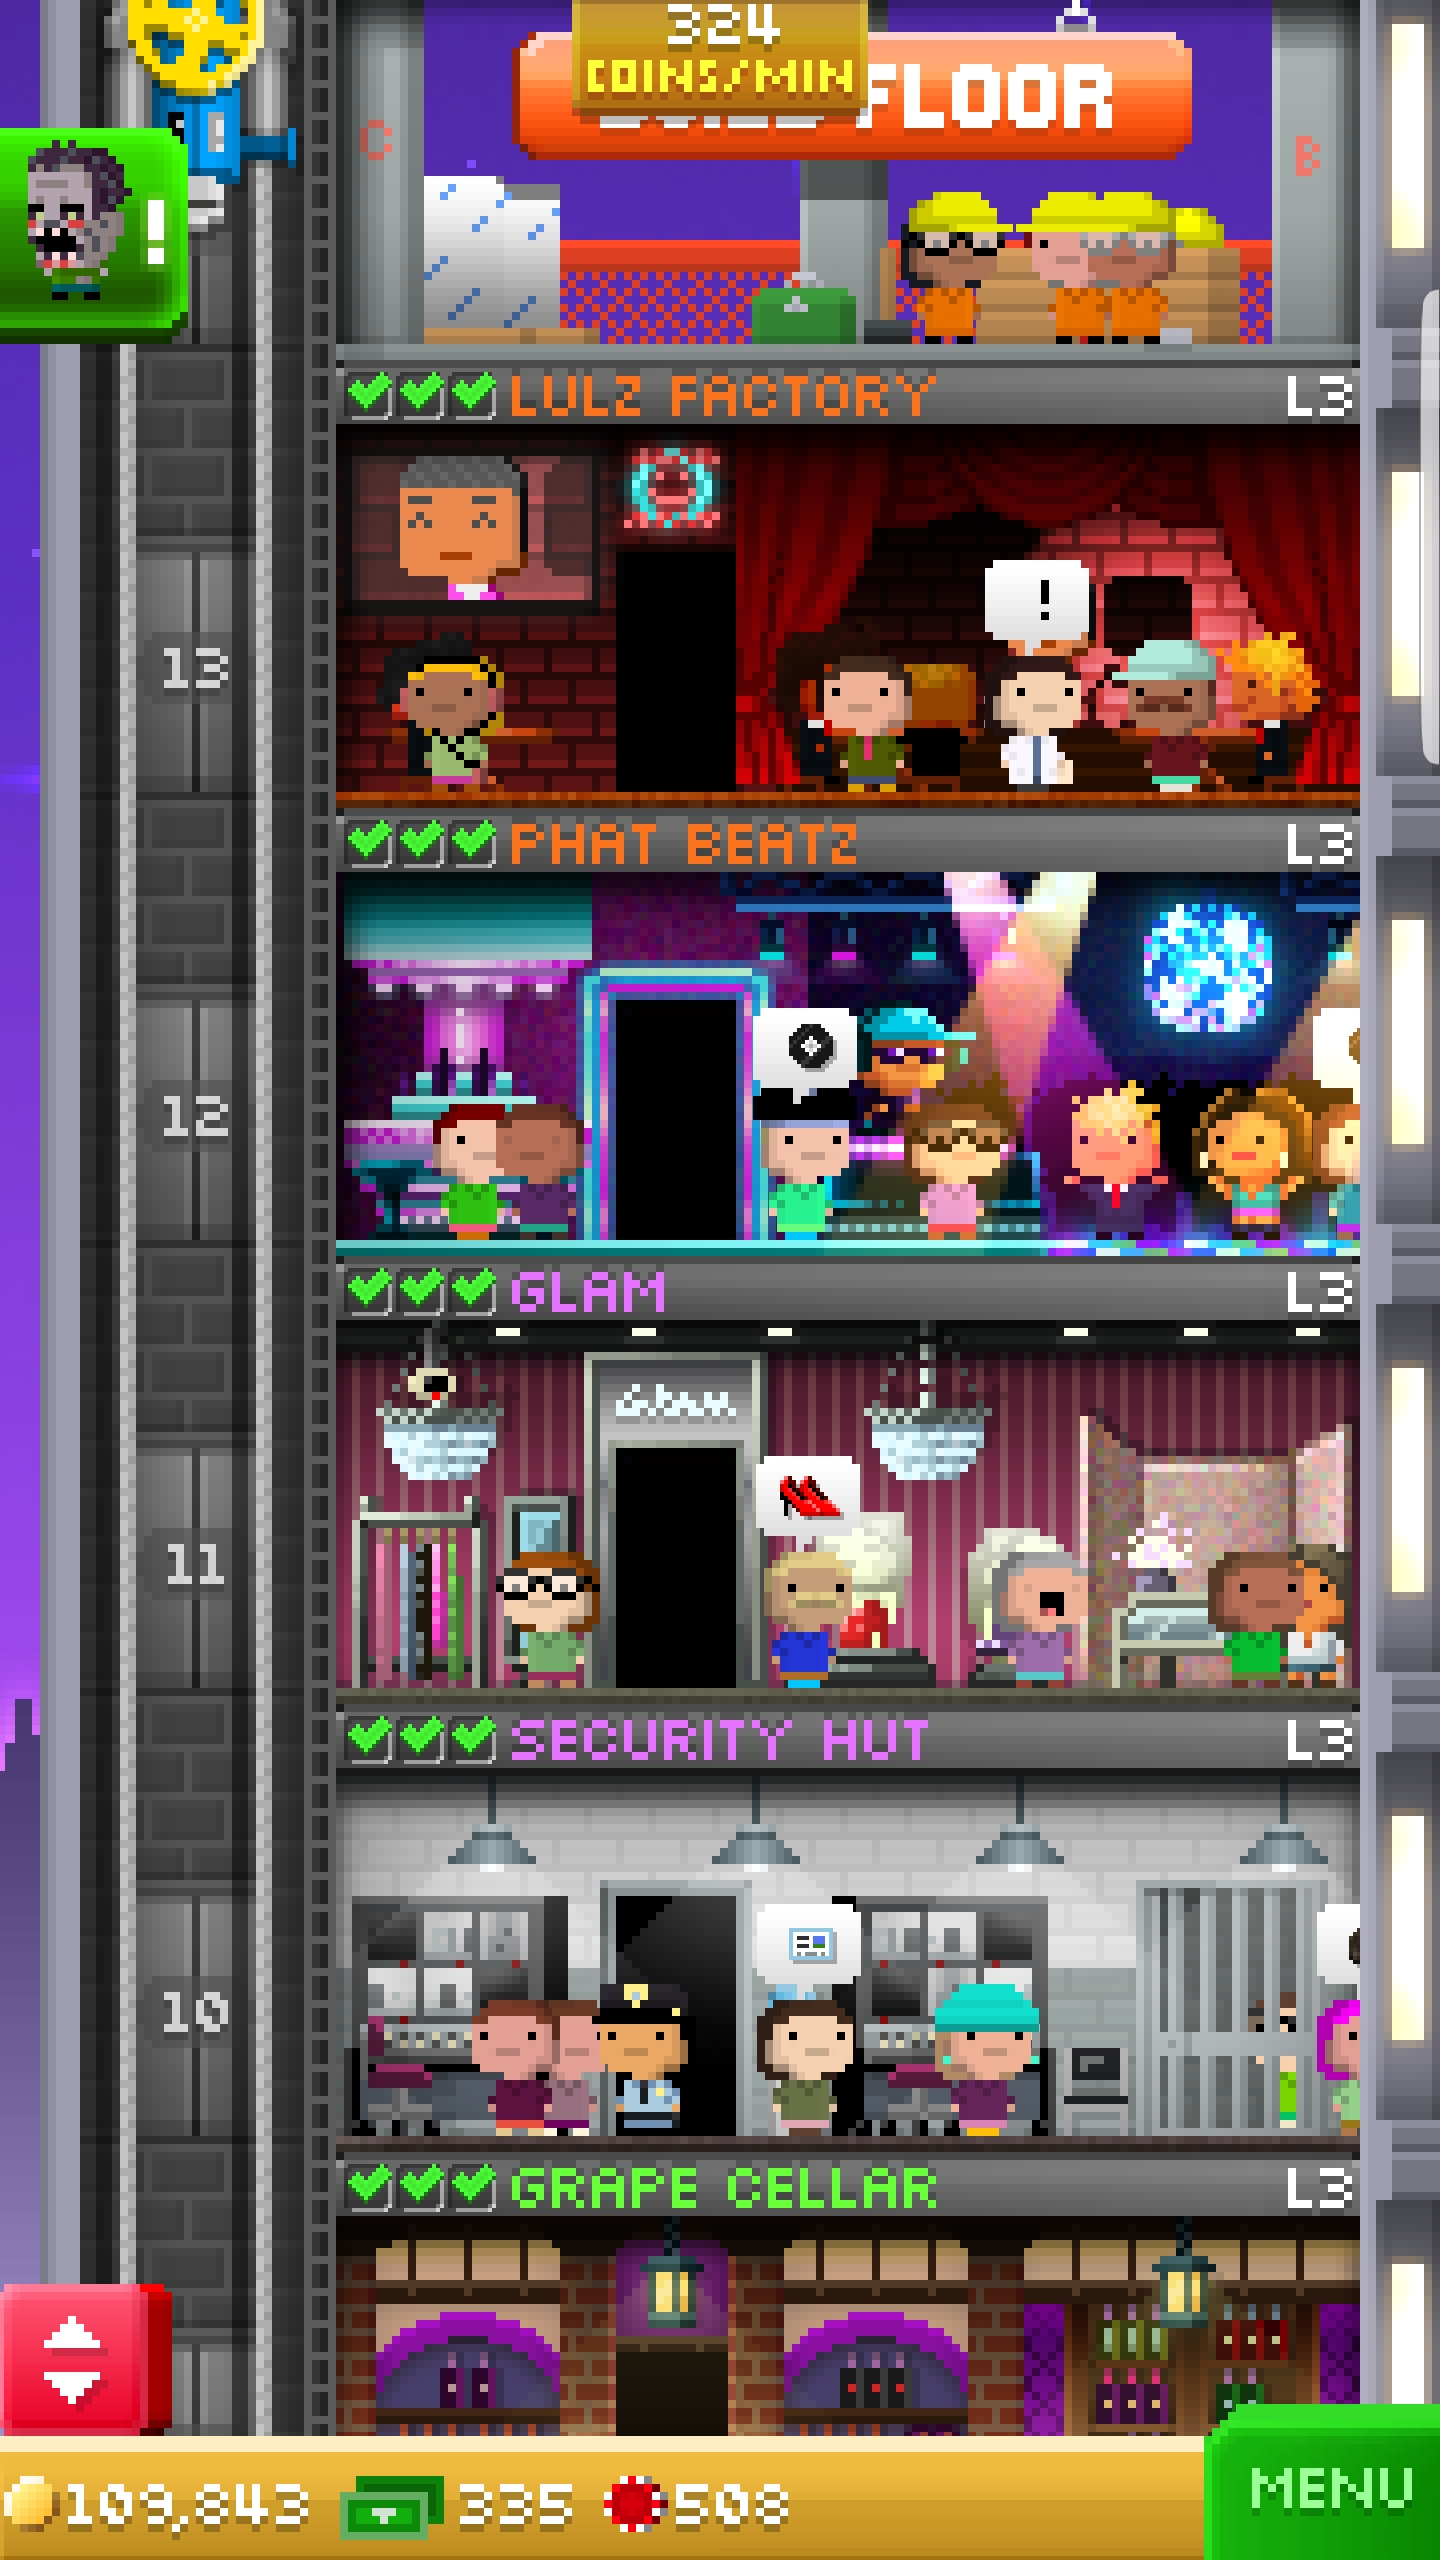 324
COINS/MIN
FLOOR
C
B
!
LULZ FACTORY L3
!
13
PHAT BEATZ L3
12
GLAM L3
Glam
11
SECURITY HUT L3
10
GRAPE CELLAR L3
109,843 335 508
MENU